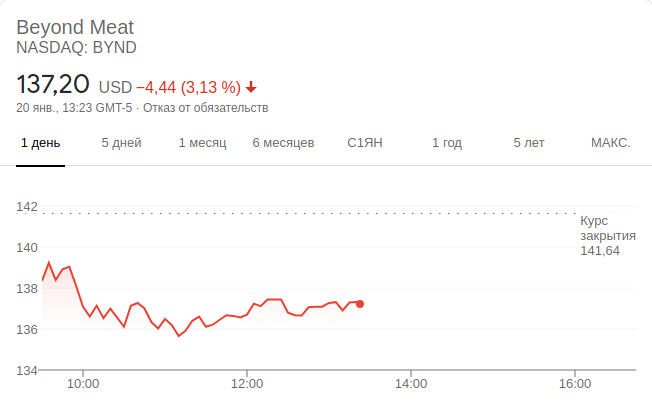 Beyond Meat
NASDAQ: BYND
137,20 USD −4,44 (3,13 %)
20 янв., 13:23 GMT-5 · Отказ от обязательств
1 день 5 дней 1 месяц 6 месяцев С1ЯН 1 год 5 лет МАКС.
142
Курс
закрытия
141,64
140
138
136
134
10:00 12:00 14:00 16:00